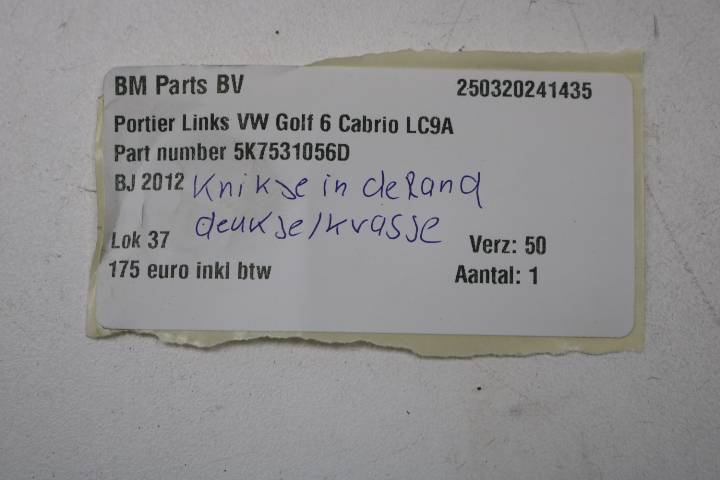 BM Parts BV 250320241435
Portier Links VW Golf 6 Cabrio LC9A
Part number 5K7531056D
BJ 2012 Knikje in de Rand
deukje/krasje
Lok 37 Verz: 50
175 euro inkl btw Aantal: 1